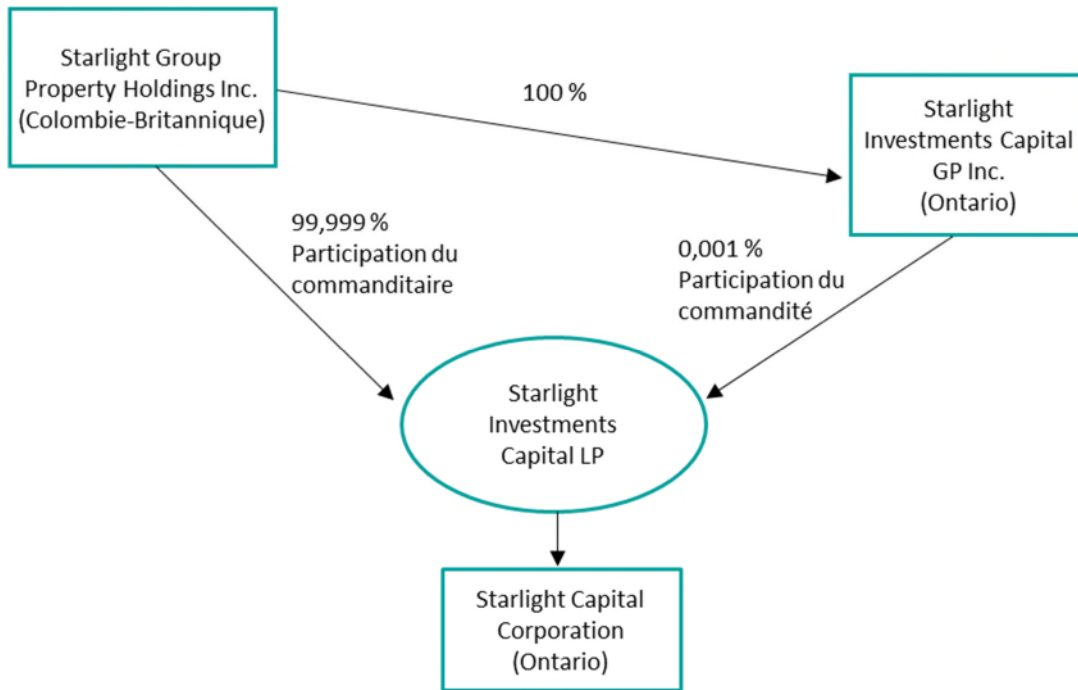 Starlight Group
Property Holdings Inc.
(Colombie-Britannique)
100 %
Starlight
Investments Capital
GP Inc.
(Ontario)
99,999 %
Participation du
commanditaire
0,001 %
Participation du
commandité
Starlight
Investments
Capital LP
Starlight Capital
Corporation
(Ontario)